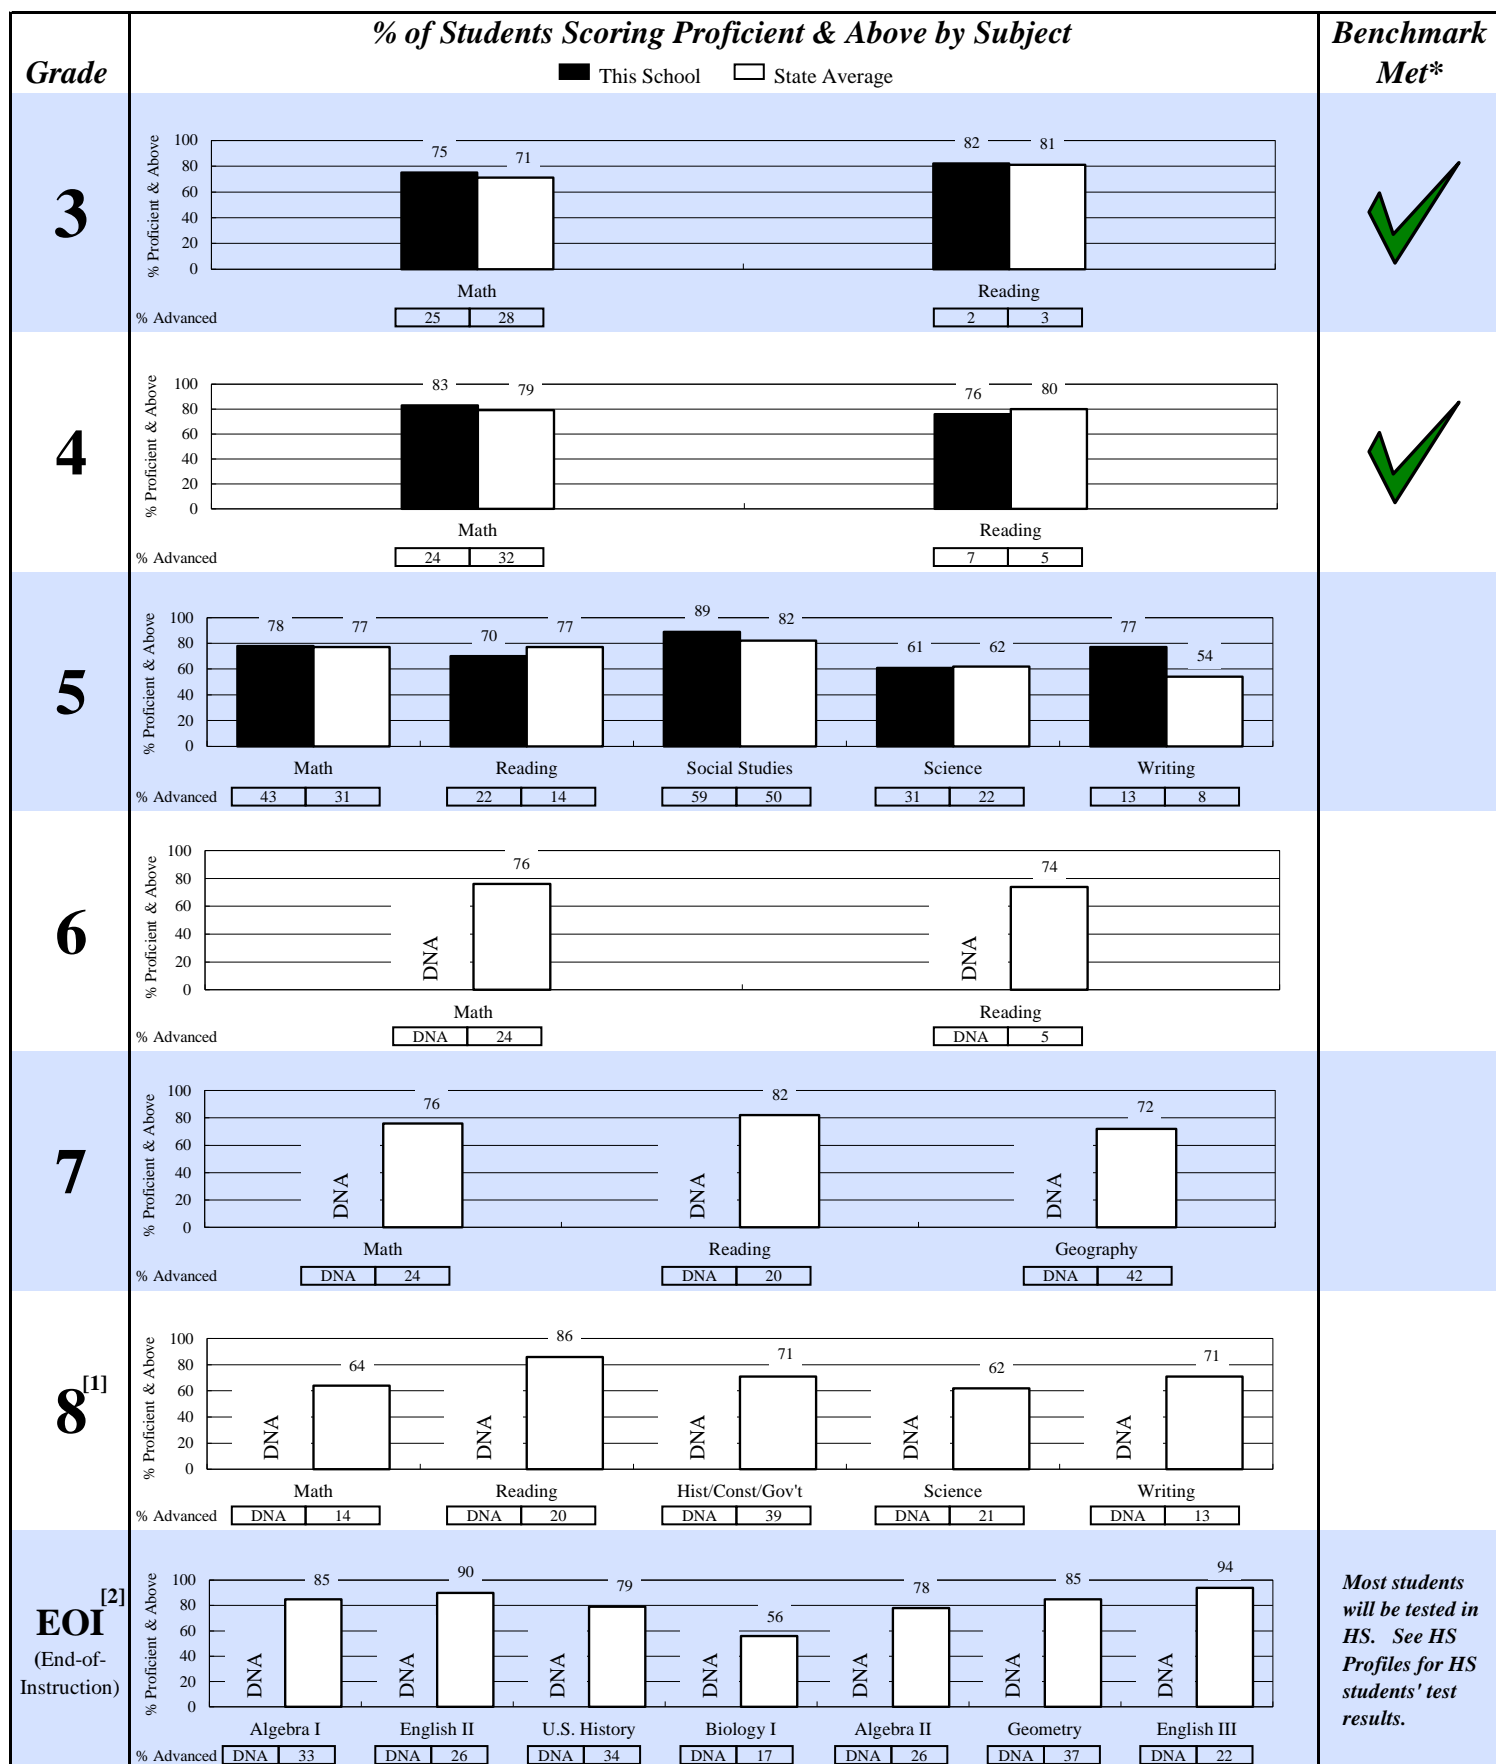 % of Students Scoring Proficient & Above by Subject
Benchmark
Met*
Grade
This School State Average
3
% Proficient & Above
100
80
60
40
20
0
75 71 82 81
Math Reading
% Advanced 25 28 2 3
4
% Proficient & Above
100
80
60
40
20
0
83 79 76 80
Math Reading
% Advanced 24 32 7 5
5
% Proficient & Above
100
80
60
40
20
0
78 77 70 77 89 82 61 62 77 54
Math Reading Social Studies Science Writing
% Advanced 43 31 22 14 59 50 31 22 13 8
6
% Proficient & Above
100
80
60
40
20
0
DNA 76 DNA 74
Math Reading
% Advanced DNA 24 DNA 5
7
% Proficient & Above
100
80
60
40
20
0
DNA 76 DNA 82 DNA 72
Math Reading Geography
% Advanced DNA 24 DNA 20 DNA 42
8[1]
% Proficient & Above
100
80
60
40
20
0
DNA 64 DNA 86 DNA 71 DNA 62 DNA 71
Math Reading Hist/Const/Gov't Science Writing
% Advanced DNA 14 DNA 20 DNA 39 DNA 21 DNA 13
EOI[2]
(End-of-
Instruction)
% Proficient & Above
100
80
60
40
20
0
DNA 85 DNA 90 DNA 79 DNA 56 DNA 78 DNA 85 DNA 94
Algebra I English II U.S. History Biology I Algebra II Geometry English III
% Advanced DNA 33 DNA 26 DNA 34 DNA 17 DNA 26 DNA 37 DNA 22
Most students
will be tested in
HS. See HS
Profiles for HS
students' test
results.